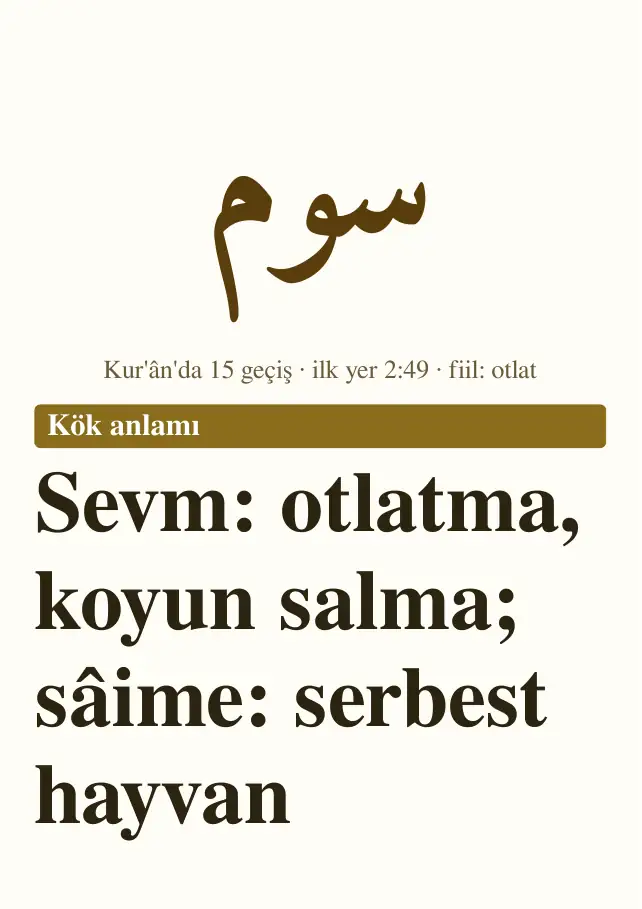 سوم
Kur'ân'da 15 geçiş · ilk yer 2:49 · fiil: otlat
Kök anlamı
Sevm: otlatma,
koyun salma;
sâime: serbest
hayvan